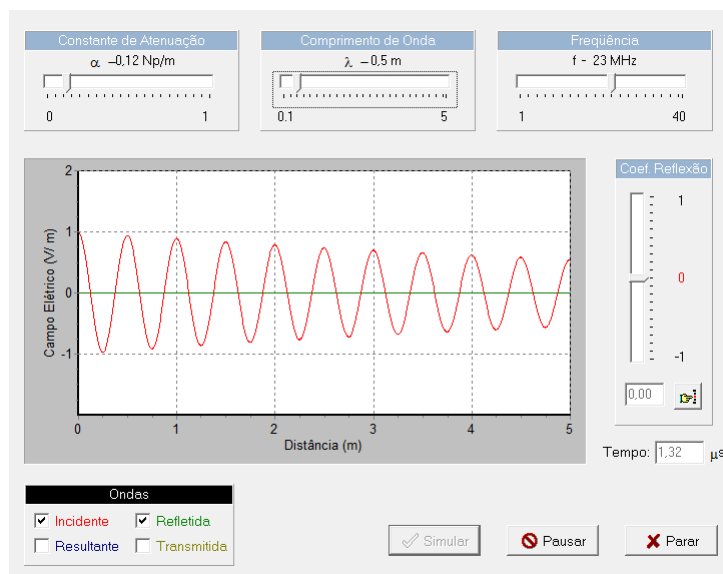 Constante de Atenuação
α –0,12 Np/m
0 1
Comprimento de Onda
λ – 0,5 m
0.1 5
Freqüência
f - 23 MHz
1 40
Campo Elétrico (V/ m)
2
1
0
-1
0 1 2 3 4 5
Distância (m)
Coef. Reflexão
1
0
-1
0,00
Tempo: 1,32 μs
Ondas
Incidente Refletida
Resultante Transmitida
Simular Pausar Parar